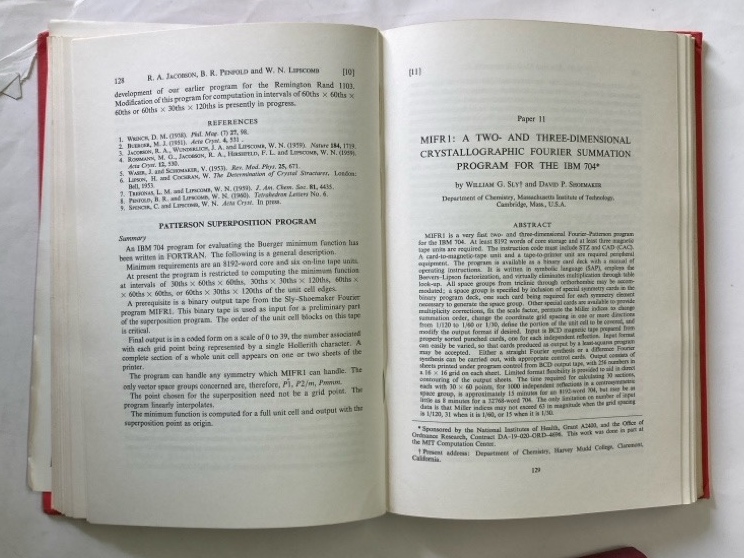 128 R. A. JACOBSON, B. R. PENFOLD and W. N. LIPSCOMB [10]
development of our earlier program for the Remington Rand 1103.
Modification of this program for computation in intervals of 60ths × 60ths ×
60ths or 60ths × 30ths × 120ths is presently in progress.
REFERENCES
1. WRINCH, D. M. (1938). Phil. Mag. (7) 27, 98.
2. BUERGER, M. J. (1951). Acta Cryst. 4, 531.
3. JACOBSON, R. A., WUNDERLICH, J. A. and LIPSCOMB, W. N. (1959). Nature 184, 1719.
4. ROSSMANN, M. G., JACOBSON, R. A., HIRSHFELD, F. L. and LIPSCOMB, W. N. (1959).
Acta Cryst. 12, 530.
5. WASER, J. and SCHOMAKER, V. (1953). Rev. Mod. Phys. 25, 671.
6. LIPSON, H. and COCHRAN, W. The Determination of Crystal Structures, London:
Bell, 1953.
7. TREFONAS, L. M. and LIPSCOMB, W. N. (1959). J. Am. Chem. Soc. 81, 4435.
8. PENFOLD, B. R. and LIPSCOMB, W. N. (1960). Tetrahedron Letters No. 6.
9. SPENCER, C. and LIPSCOMB, W. N. Acta Cryst. In press.
PATTERSON SUPERPOSITION PROGRAM
Summary
An IBM 704 program for evaluating the Buerger minimum function has
been written in FORTRAN. The following is a general description.
Minimum requirements are an 8192-word core and six on-line tape units.
At present the program is restricted to computing the minimum function
at intervals of 30ths × 60ths × 60ths, 30ths × 30ths × 120ths, 60ths
× 60ths × 60ths, or 60ths × 30ths × 120ths of the unit cell edges.
A prerequisite is a binary output tape from the Sly-Shoemaker Fourier
program MIFR1. This binary tape is used as input for a preliminary part
of the superposition program. The order of the unit cell blocks on this tape
is critical.
Final output is in a coded form on a scale of 0 to 39, the number associated
with each grid point being represented by a single Hollerith character. A
complete section of a whole unit cell appears on one or two sheets of the
printer.
The program can handle any symmetry which MIFR1 can handle. The
only vector space groups concerned are, therefore, P1̄, P2/m, Pmmm.
The point chosen for the superposition need not be a grid point. The
program linearly interpolates.
The minimum function is computed for a full unit cell and output with the
superposition point as origin.
[11]
Paper 11
MIFR1: A TWO- AND THREE-DIMENSIONAL
CRYSTALLOGRAPHIC FOURIER SUMMATION
PROGRAM FOR THE IBM 704*
by WILLIAM G. SLY† and DAVID P. SHOEMAKER
Department of Chemistry, Massachusetts Institute of Technology,
Cambridge, Mass., U.S.A.
ABSTRACT
MIFR1 is a very fast two- and three-dimensional Fourier-Patterson program
for the IBM 704. At least 8192 words of core storage and at least three magnetic
tape units are required. The instruction code must include STZ and CAD (CAC).
A card-to-magnetic-tape unit and a tape-to-printer unit are required peripheral
equipment. The program is available as a binary card deck with a manual of
operating instructions. It is written in symbolic language (SAP), employs the
Beevers-Lipson factorization, and virtually eliminates multiplication through table
look-up. All space groups from triclinic through orthorhombic may be accom-
modated; a space group is specified by inclusion of special symmetry cards in the
binary program deck, one such card being required for each symmetry element
necessary to generate the space group. Other special cards are available to provide
multiplicity corrections, fix the scale factor, permute the Miller indices to change
summation order, change the coordinate grid spacing in one or more directions
from 1/120 to 1/60 or 1/30, define the portion of the unit cell to be covered, and
modify the output format if desired. Input is BCD magnetic tape prepared from
properly sorted punched cards, one for each independent reflection. Input format
can easily be varied, so that cards produced as output by a least-squares program
may be accepted. Either a straight Fourier synthesis or a difference Fourier
synthesis can be carried out, with appropriate control cards. Output consists of
sheets printed under program control from BCD output tape, with 256 numbers in
a 16 × 16 grid on each sheet. Limited format flexibility is provided to aid in direct
contouring of the output sheets. The time required for calculating 30 sections,
each with 30 × 60 points, for 1000 independent reflections in a centrosymmetric
space group, is approximately 15 minutes for an 8192-word 704, but may be as
little as 8 minutes for a 32768-word 704. The only limitation on number of input
data is that Miller indices may not exceed 63 in magnitude when the grid spacing
is 1/120, 31 when it is 1/60, or 15 when it is 1/30.
* Sponsored by the National Institutes of Health, Grant A2400, and the Office of
Ordnance Research, Contract DA-19-020-ORD-4696. This work was done in part at
the MIT Computation Center.
† Present address: Department of Chemistry, Harvey Mudd College, Claremont,
California.
129